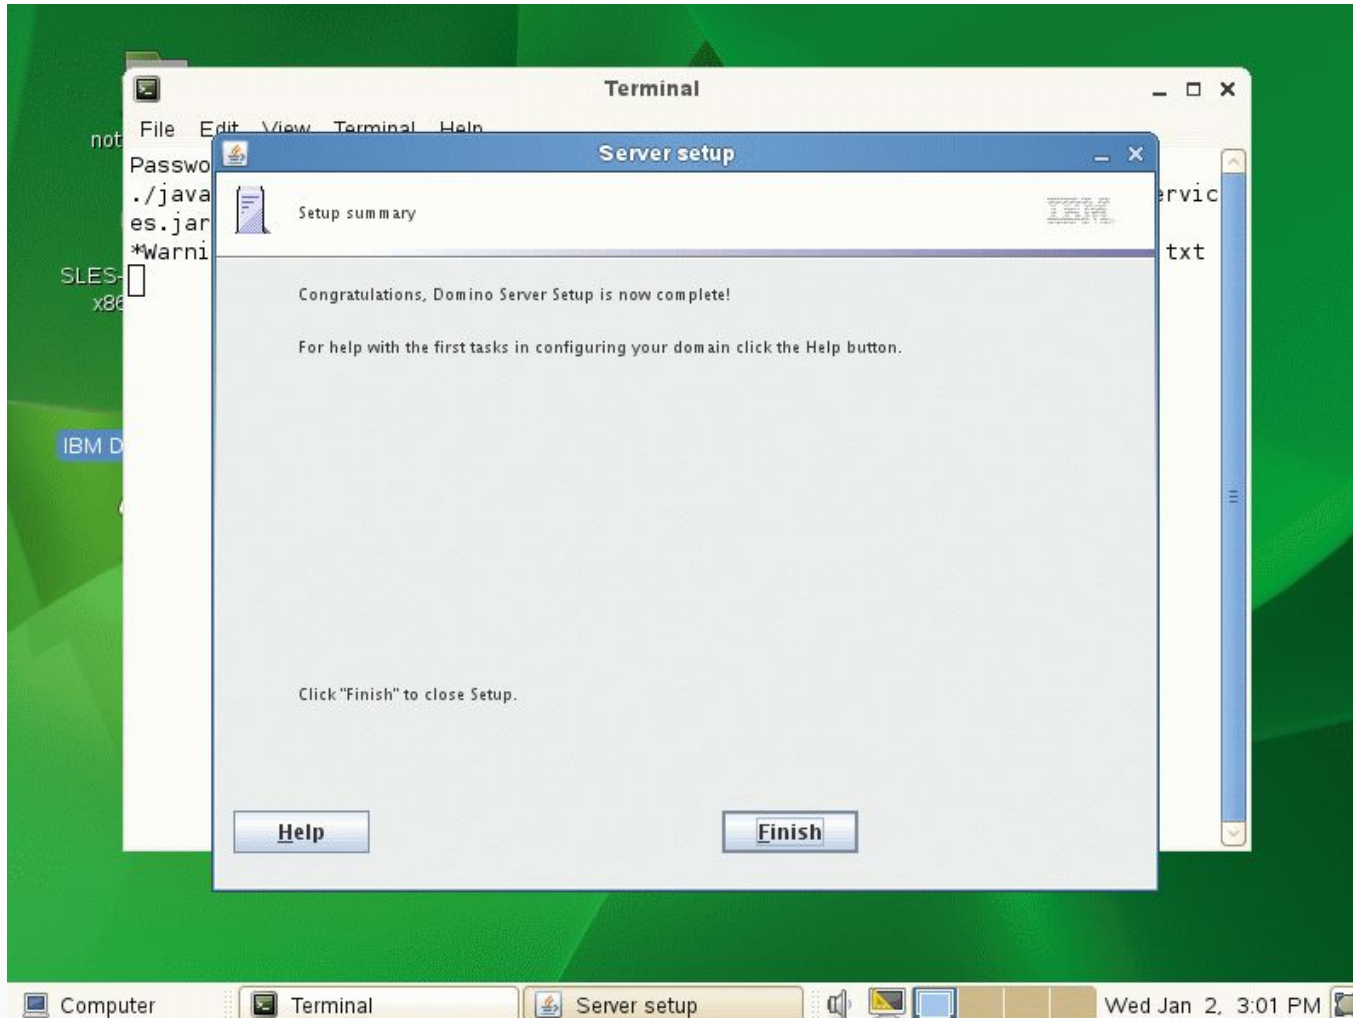 Terminal
File Edit View Terminal Help
not
Passwo
./java
ervic
es.jar
*Warni
txt
SLES-
x86
IBM D
Server setup
Setup summary
IBM
Congratulations, Domino Server Setup is now complete!
For help with the first tasks in configuring your domain click the Help button.
Click "Finish" to close Setup.
Help
Finish
Computer
Terminal
Server setup
Wed Jan 2, 3:01 PM